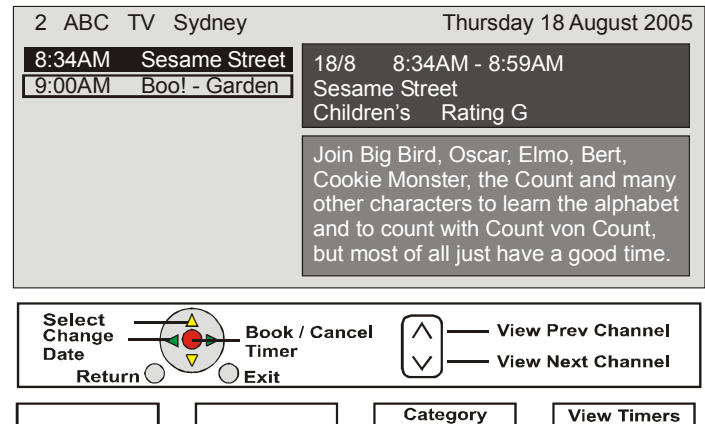 2 ABC TV Sydney Thursday 18 August 2005
8:34AM Sesame Street
9:00AM Boo! - Garden
18/8 8:34AM - 8:59AM
Sesame Street
Children's Rating G
Join Big Bird, Oscar, Elmo, Bert,
Cookie Monster, the Count and many
other characters to learn the alphabet
and to count with Count von Count,
but most of all just have a good time.
Select
Change
Date
Return
Book / Cancel
Timer
Exit
View Prev Channel
View Next Channel
Category
View Timers